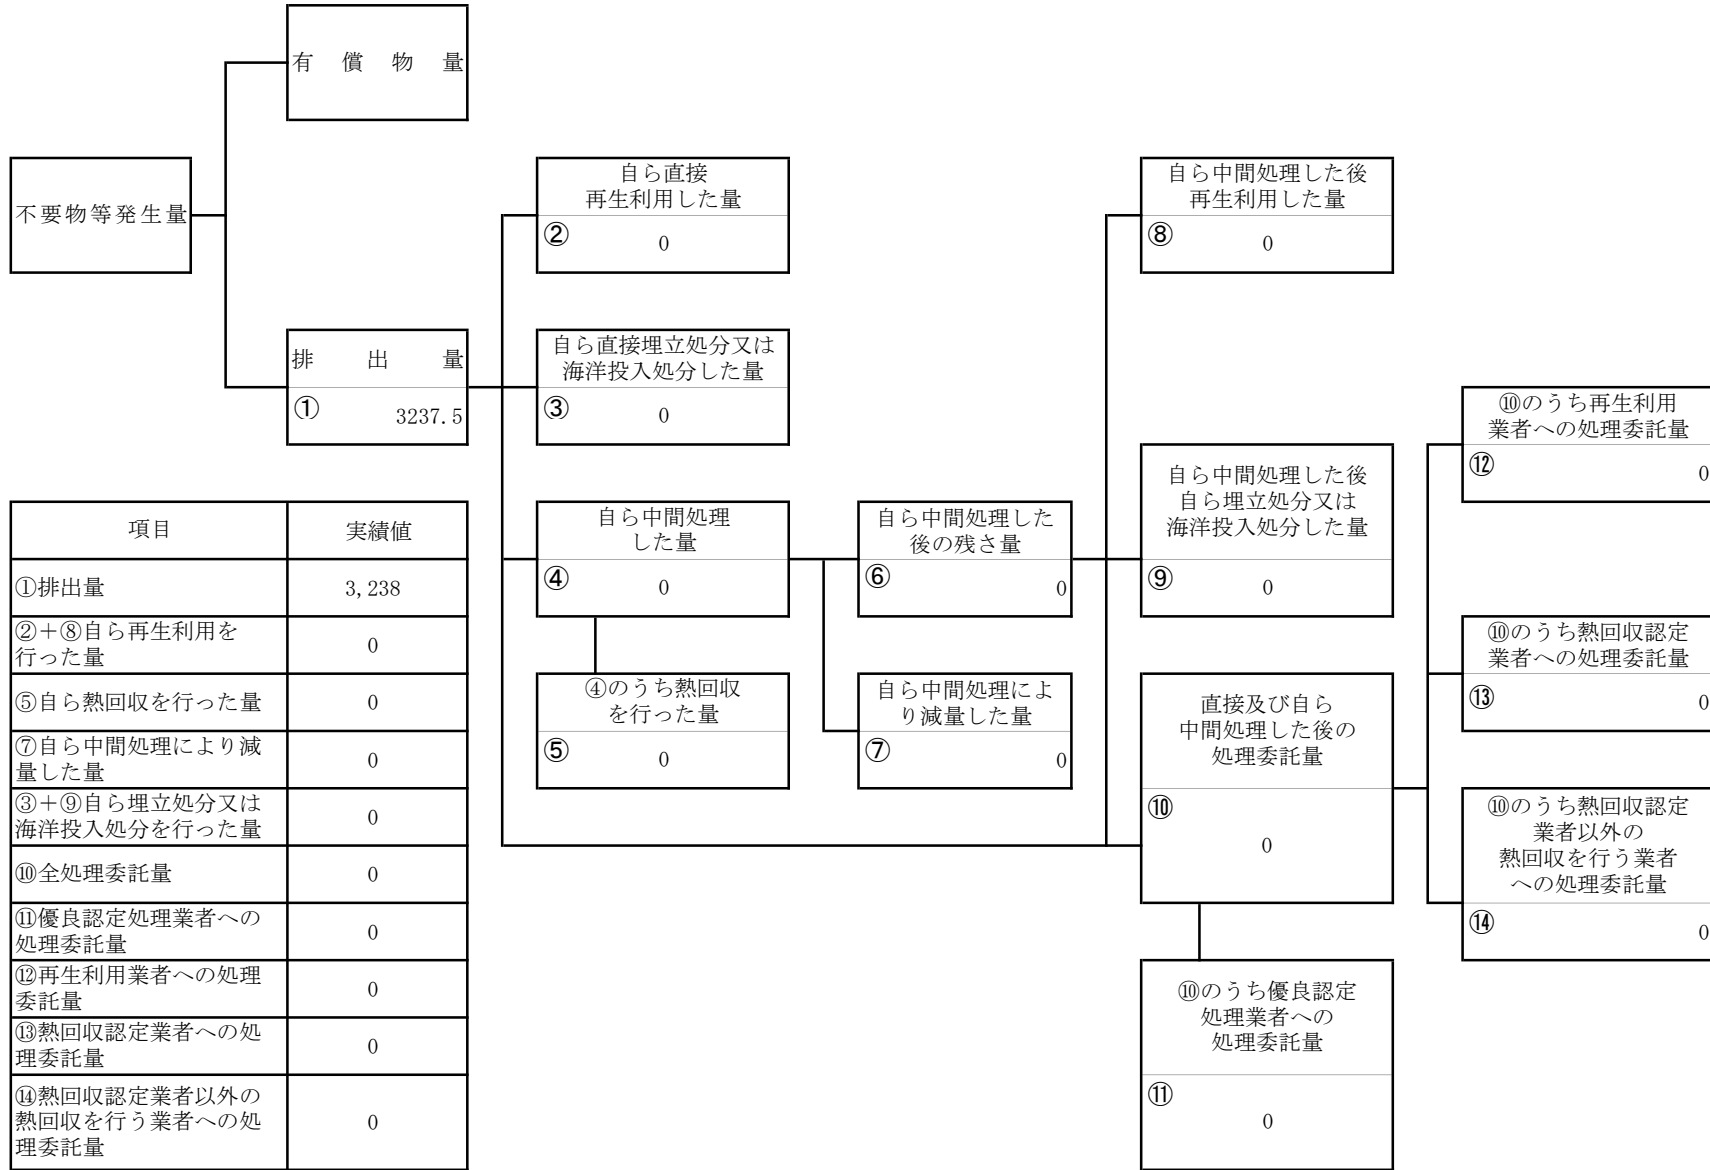 有償物量
不要物等発生量
自ら直接
再生利用した量
② 0
自ら中間処理した後
再生利用した量
⑧ 0
排出量
① 3237.5
自ら直接埋立処分又は
海洋投入処分した量
③ 0
⑩のうち再生利用
業者への処理委託量
⑫ 0
自ら中間処理した後
自ら埋立処分又は
海洋投入処分した量
⑨ 0
自ら中間処理
した量
④ 0
自ら中間処理した
後の残さ量
⑥ 0
⑩のうち熱回収認定
業者への処理委託量
⑬ 0
④のうち熱回収
を行った量
⑤ 0
自ら中間処理によ
り減量した量
⑦ 0
直接及び自ら
中間処理した後の
処理委託量
⑩
0
⑩のうち熱回収認定
業者以外の
熱回収を行う業者
への処理委託量
⑭ 0
⑩のうち優良認定
処理業者への
処理委託量
⑪
0
項目 実績値
①排出量 3,238
②+⑧自ら再生利用を
行った量 0
⑤自ら熱回収を行った量 0
⑦自ら中間処理により減
量した量 0
③+⑨自ら埋立処分又は
海洋投入処分を行った量 0
⑩全処理委託量 0
⑪優良認定処理業者への
処理委託量 0
⑫再生利用業者への処理
委託量 0
⑬熱回収認定業者への処
理委託量 0
⑭熱回収認定業者以外の
熱回収を行う業者への処
理委託量 0